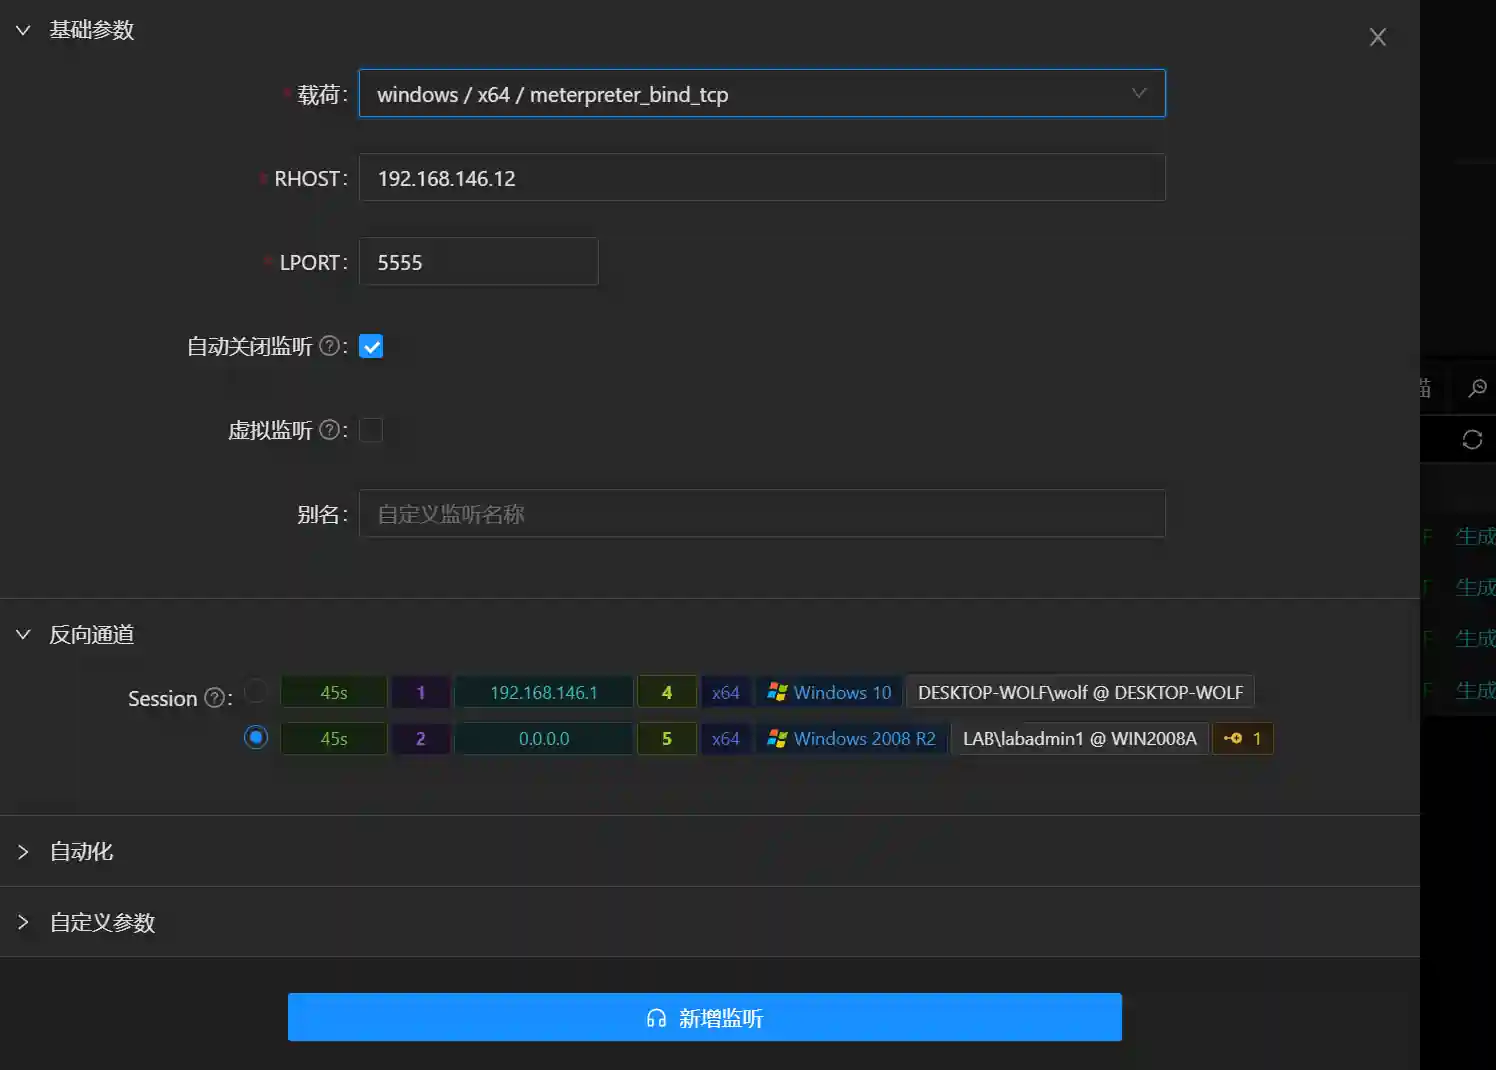 基础参数
* 载荷: windows / x64 / meterpreter_bind_tcp
* RHOST: 192.168.146.12
* LPORT: 5555
自动关闭监听 ? :
描
虚拟监听 ? :
别名: 自定义监听名称
生成
生成
反向通道
生成
Session ? : 45s 1 192.168.146.1 4 x64 Windows 10 DESKTOP-WOLF\wolf @ DESKTOP-WOLF
生成
45s 2 0.0.0.0 5 x64 Windows 2008 R2 LAB\labadmin1 @ WIN2008A 1
自动化
自定义参数
新增监听